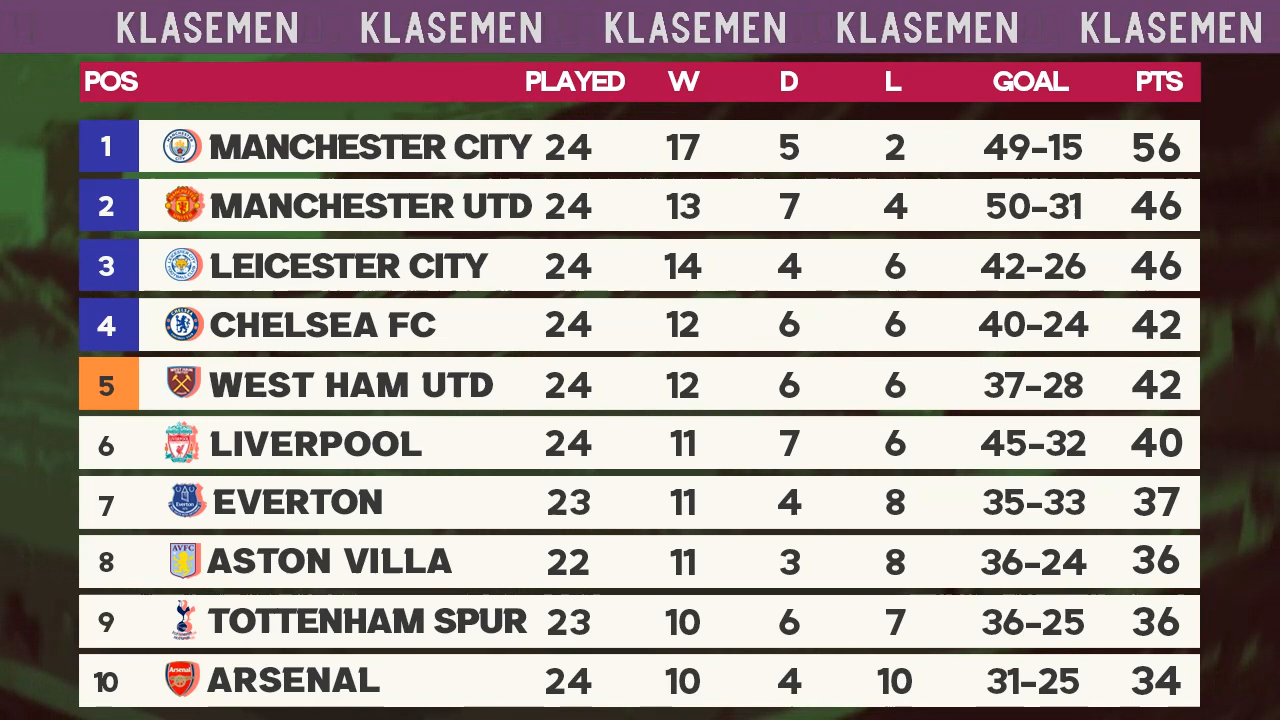 KLASEMEN KLASEMEN KLASEMEN KLASEMEN KLASEMEN
POS PLAYED W D L GOAL PTS
1 MANCHESTER CITY 24 17 5 2 49-15 56
2 MANCHESTER UTD 24 13 7 4 50-31 46
3 LEICESTER CITY 24 14 4 6 42-26 46
4 CHELSEA FC 24 12 6 6 40-24 42
5 WEST HAM UTD 24 12 6 6 37-28 42
6 LIVERPOOL 24 11 7 6 45-32 40
7 EVERTON 23 11 4 8 35-33 37
8 AVFC ASTON VILLA 22 11 3 8 36-24 36
9 TOTTENHAM SPUR 23 10 6 7 36-25 36
10 Arsenal ARSENAL 24 10 4 10 31-25 34